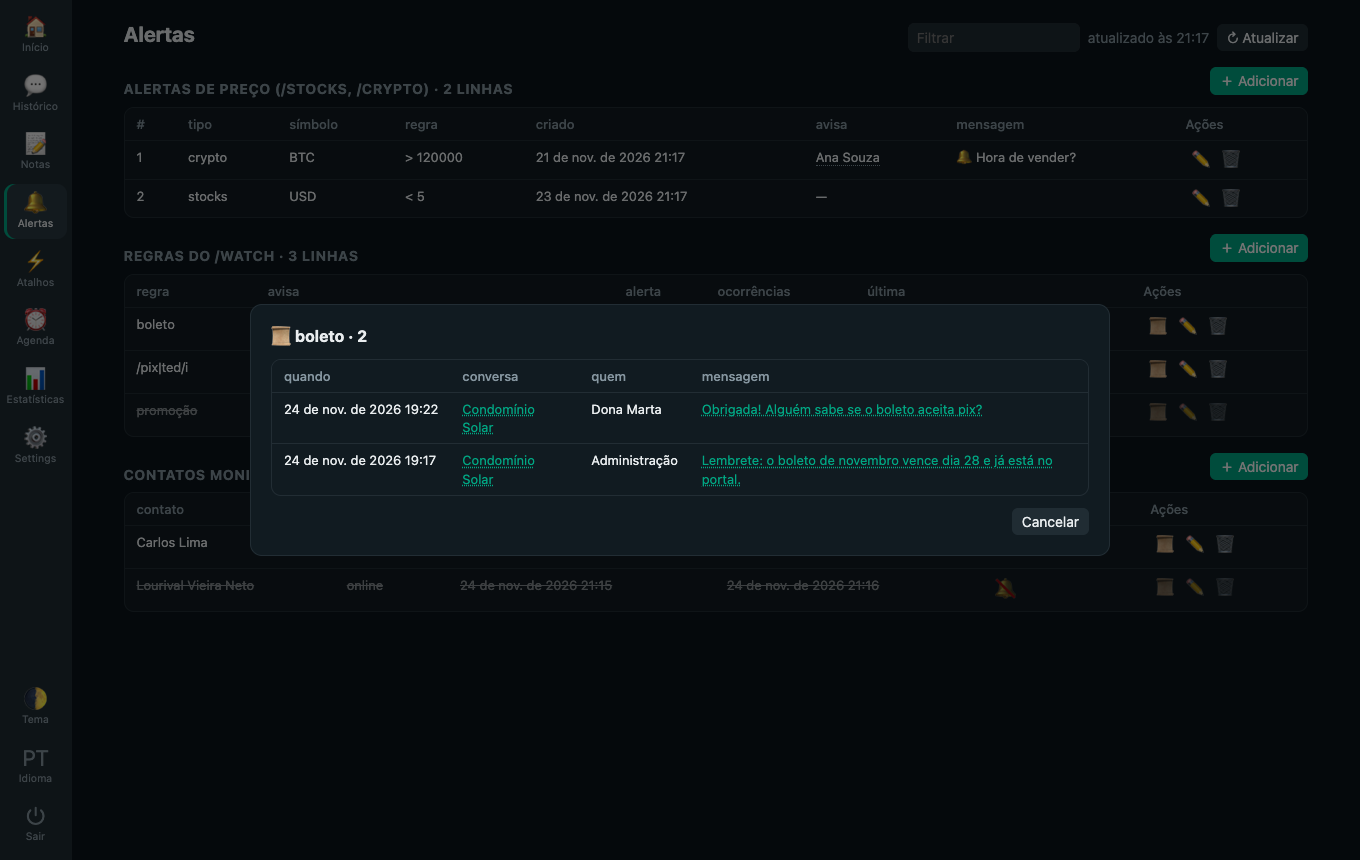 Início
Histórico
Notas
Alertas
Atalhos
Agenda
Estatísticas
Settings
Tema
PT
Idioma
Sair
Alertas
Filtrar
atualizado às 21:17
↻ Atualizar
ALERTAS DE PREÇO (/STOCKS, /CRYPTO) · 2 LINHAS
+ Adicionar
# tipo símbolo regra criado avisa mensagem Ações
1 crypto BTC > 120000 21 de nov. de 2026 21:17 Ana Souza 🔔 Hora de vender?
2 stocks USD < 5 23 de nov. de 2026 21:17 —
REGRAS DO /WATCH · 3 LINHAS
+ Adicionar
regra avisa alerta ocorrências última Ações
boleto
/pix|ted/i
promoção
boleto · 2
quando conversa quem mensagem
24 de nov. de 2026 19:22 Condomínio Dona Marta Obrigada! Alguém sabe se o boleto aceita pix?
Solar
24 de nov. de 2026 19:17 Condomínio Administração Lembrete: o boleto de novembro vence dia 28 e já está no
Solar portal.
Cancelar
CONTATOS MONI
+ Adicionar
contato Ações
Carlos Lima
Lourival Vieira Neto online 24 de nov. de 2026 21:15 24 de nov. de 2026 21:16